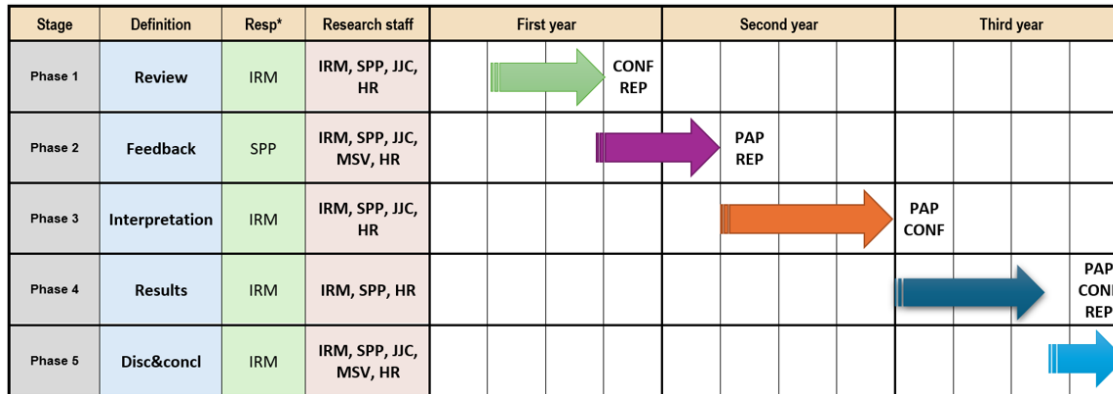 Stage Definition Resp* Research staff First year Second year Third year
Phase 1 Review IRM IRM, SPP, JJC,
HR
CONF
REP
Phase 2 Feedback SPP IRM, SPP, JJC,
MSV, HR
PAP
REP
Phase 3 Interpretation IRM IRM, SPP, JJC,
HR
PAP
CONF
Phase 4 Results IRM IRM, SPP, HR
PAP
CON
REP
Phase 5 Disc&concl IRM IRM, SPP, JJC,
MSV, HR